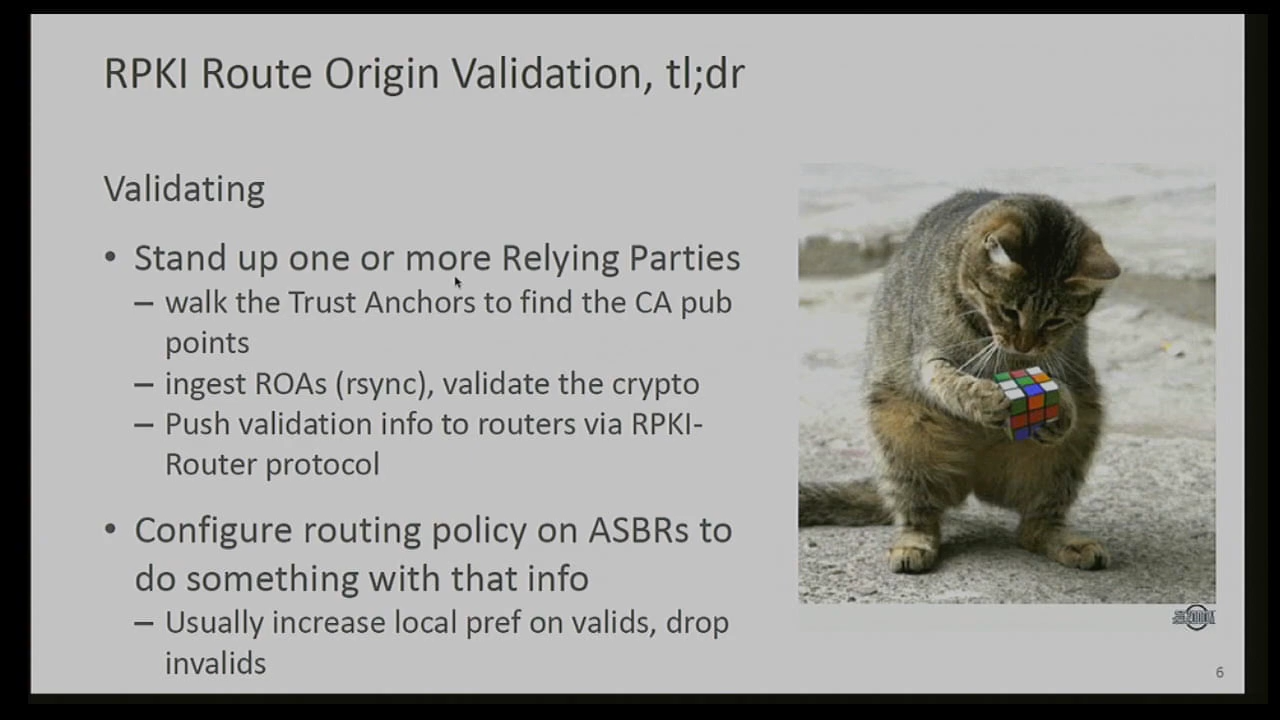 RPKI Route Origin Validation, tl;dr
Validating
• Stand up one or more Relying Parties
– walk the Trust Anchors to find the CA pub
points
– ingest ROAs (rsync), validate the crypto
– Push validation info to routers via RPKI-
Router protocol
• Configure routing policy on ASBRs to
do something with that info
– Usually increase local pref on valids, drop
invalids
6